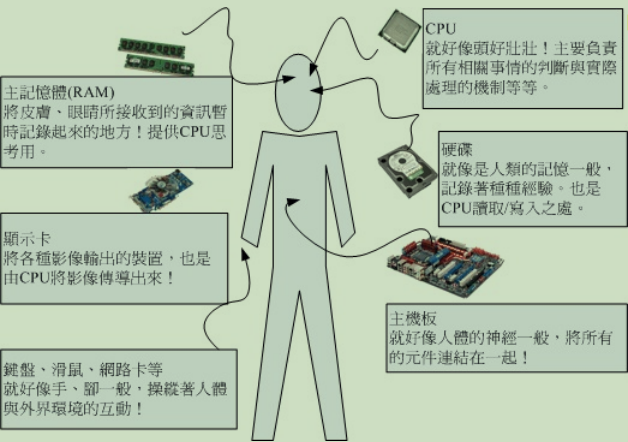 CPU
就好像頭好壯壯！主要負責
所有相關事情的判斷與實際
處理的機制等等。
主記憶體(RAM)
將皮膚、眼睛所接收到的資訊暫
時記錄起來的地方！提供CPU思
考用。
硬碟
就像是人類的記憶一般，
記錄著種種經驗。也是
CPU讀取/寫入之處。
顯示卡
將各種影像輸出的裝置，也是
由CPU將影像傳導出來！
主機板
就好像人體的神經一般，將所有
的元件連結在一起！
鍵盤、滑鼠、網路卡等
就好像手、腳一般，操縱著人體
與外界環境的互動！